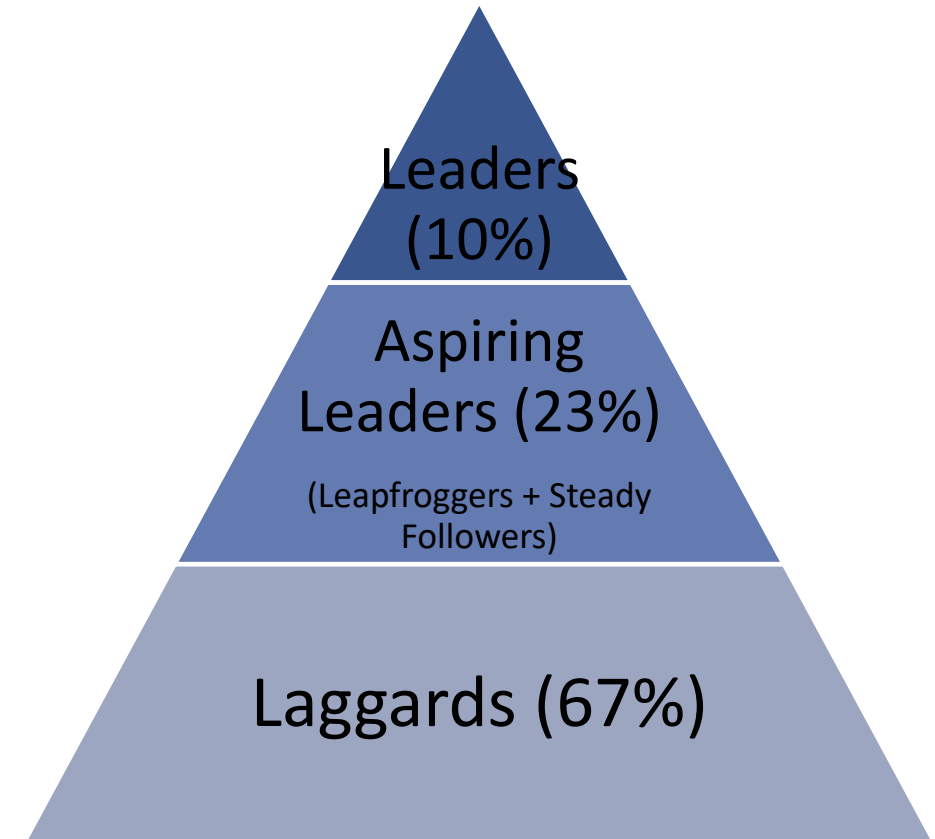 Leaders
(10%)
Aspiring
Leaders (23%)
(Leapfroggers + Steady
Followers)
Laggards (67%)